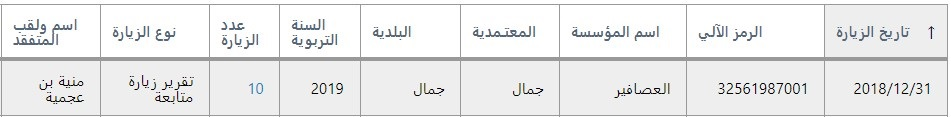 ↑ تاريخ الزيارة
الرمز الآلي
اسم المؤسسة
المعتمدية
البلدية
السنة
التربوية
عدد
الزيارة
نوع الزيارة
اسم ولقب
المتفقد
2018/12/31
32561987001
العصافير
جمال
جمال
2019
10
تقرير زيارة
متابعة
منية بن
عجمية